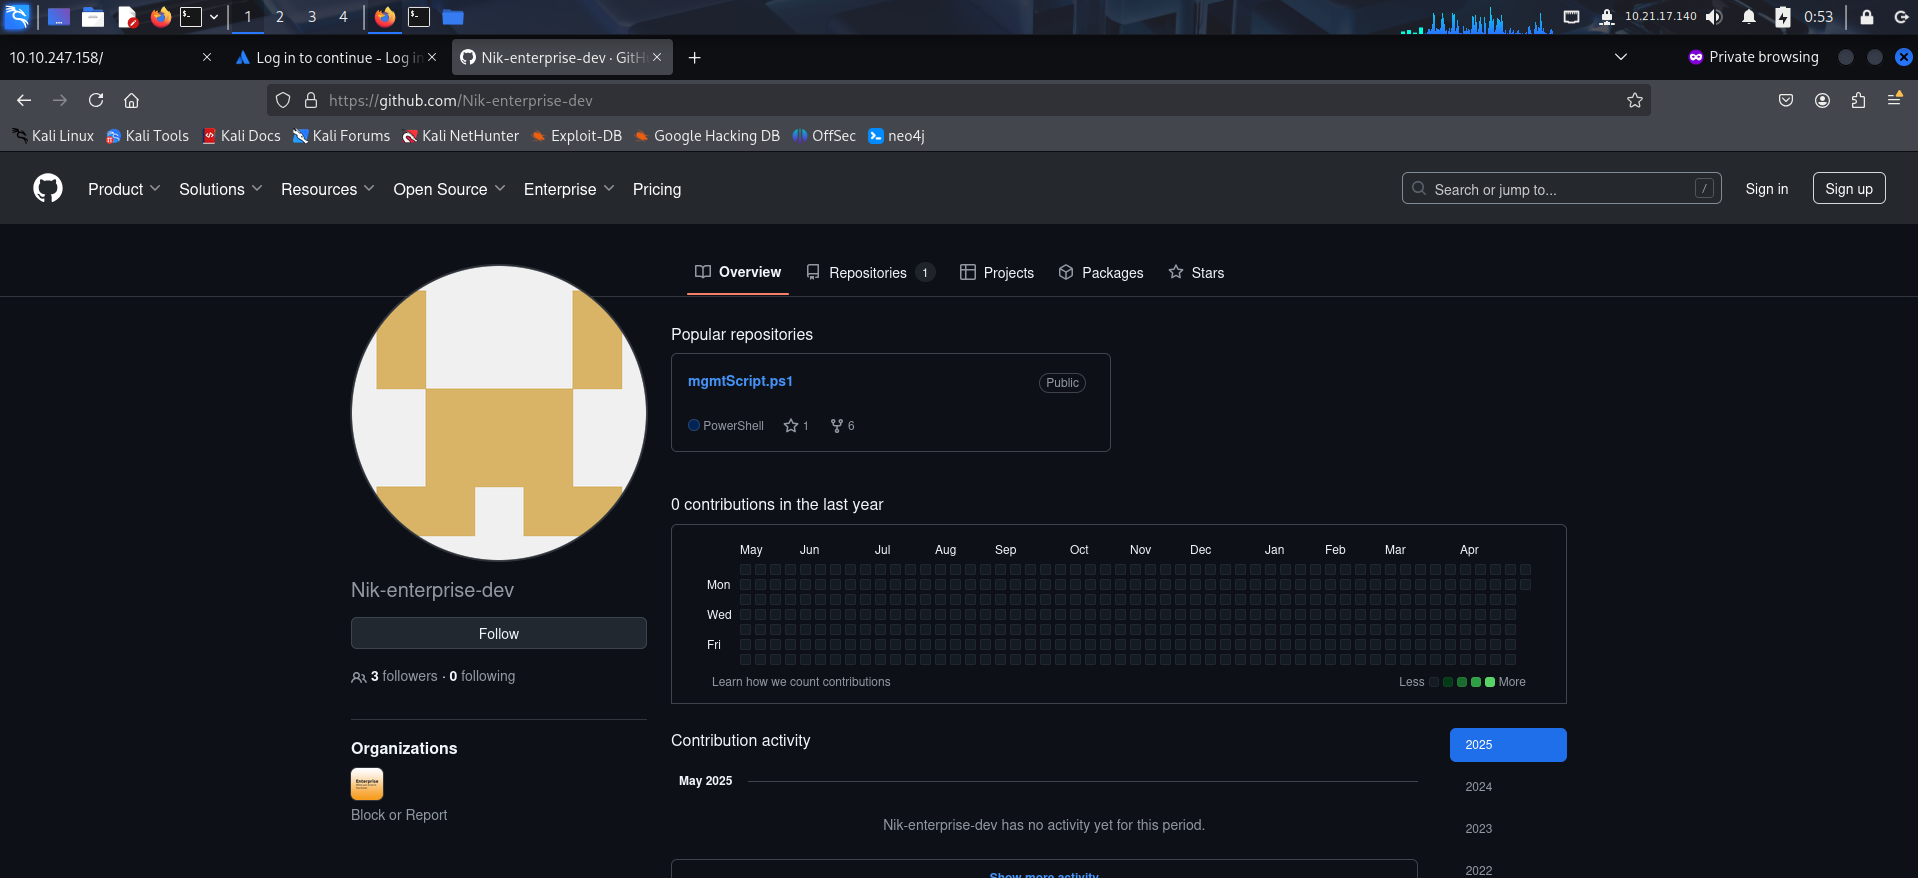 1 2 3 4 10.21.17.140 0:53
10.10.247.158/ Log in to continue - Log in Nik-enterprise-dev · GitH Private browsing
https://github.com/Nik-enterprise-dev
Kali Linux Kali Tools Kali Docs Kali Forums Kali NetHunter Exploit-DB Google Hacking DB OffSec neo4j
Product Solutions Resources Open Source Enterprise Pricing Search or jump to... / Sign in Sign up
Overview Repositories 1 Projects Packages Stars
Popular repositories
mgmtScript.ps1 Public
PowerShell 1 6
0 contributions in the last year
May Jun Jul Aug Sep Oct Nov Dec Jan Feb Mar Apr
Mon
Wed
Fri
Learn how we count contributions Less More
Nik-enterprise-dev
Follow
3 followers · 0 following
Organizations
Enterprise
Block or Report
Contribution activity
May 2025
Nik-enterprise-dev has no activity yet for this period.
Show more activity
2025
2024
2023
2022